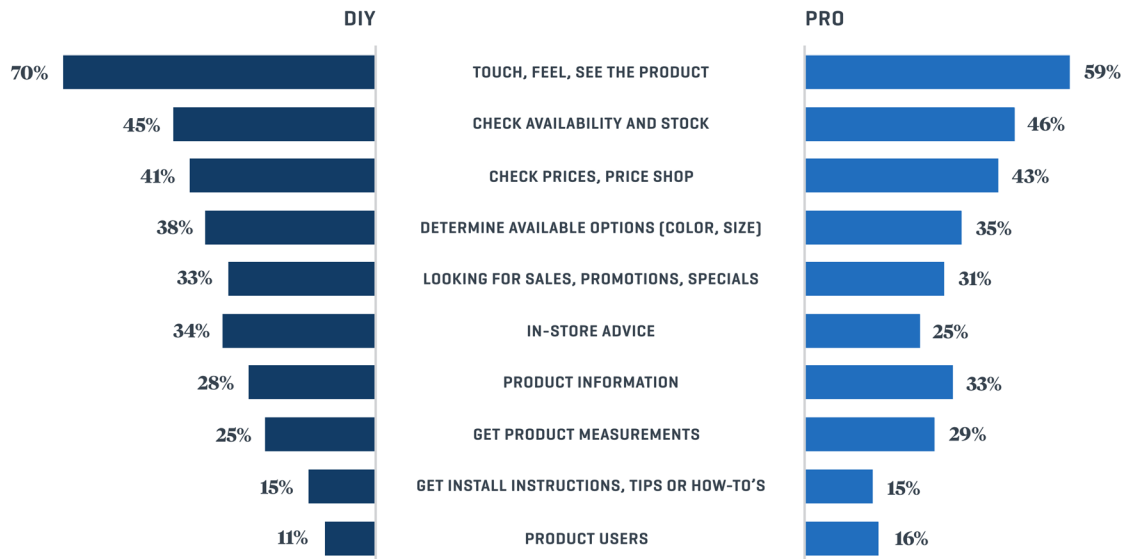 DIY PRO
70% TOUCH, FEEL, SEE THE PRODUCT 59%
45% CHECK AVAILABILITY AND STOCK 46%
41% CHECK PRICES, PRICE SHOP 43%
38% DETERMINE AVAILABLE OPTIONS (COLOR, SIZE) 35%
33% LOOKING FOR SALES, PROMOTIONS, SPECIALS 31%
34% IN-STORE ADVICE 25%
28% PRODUCT INFORMATION 33%
25% GET PRODUCT MEASUREMENTS 29%
15% GET INSTALL INSTRUCTIONS, TIPS OR HOW-TO'S 15%
11% PRODUCT USERS 16%